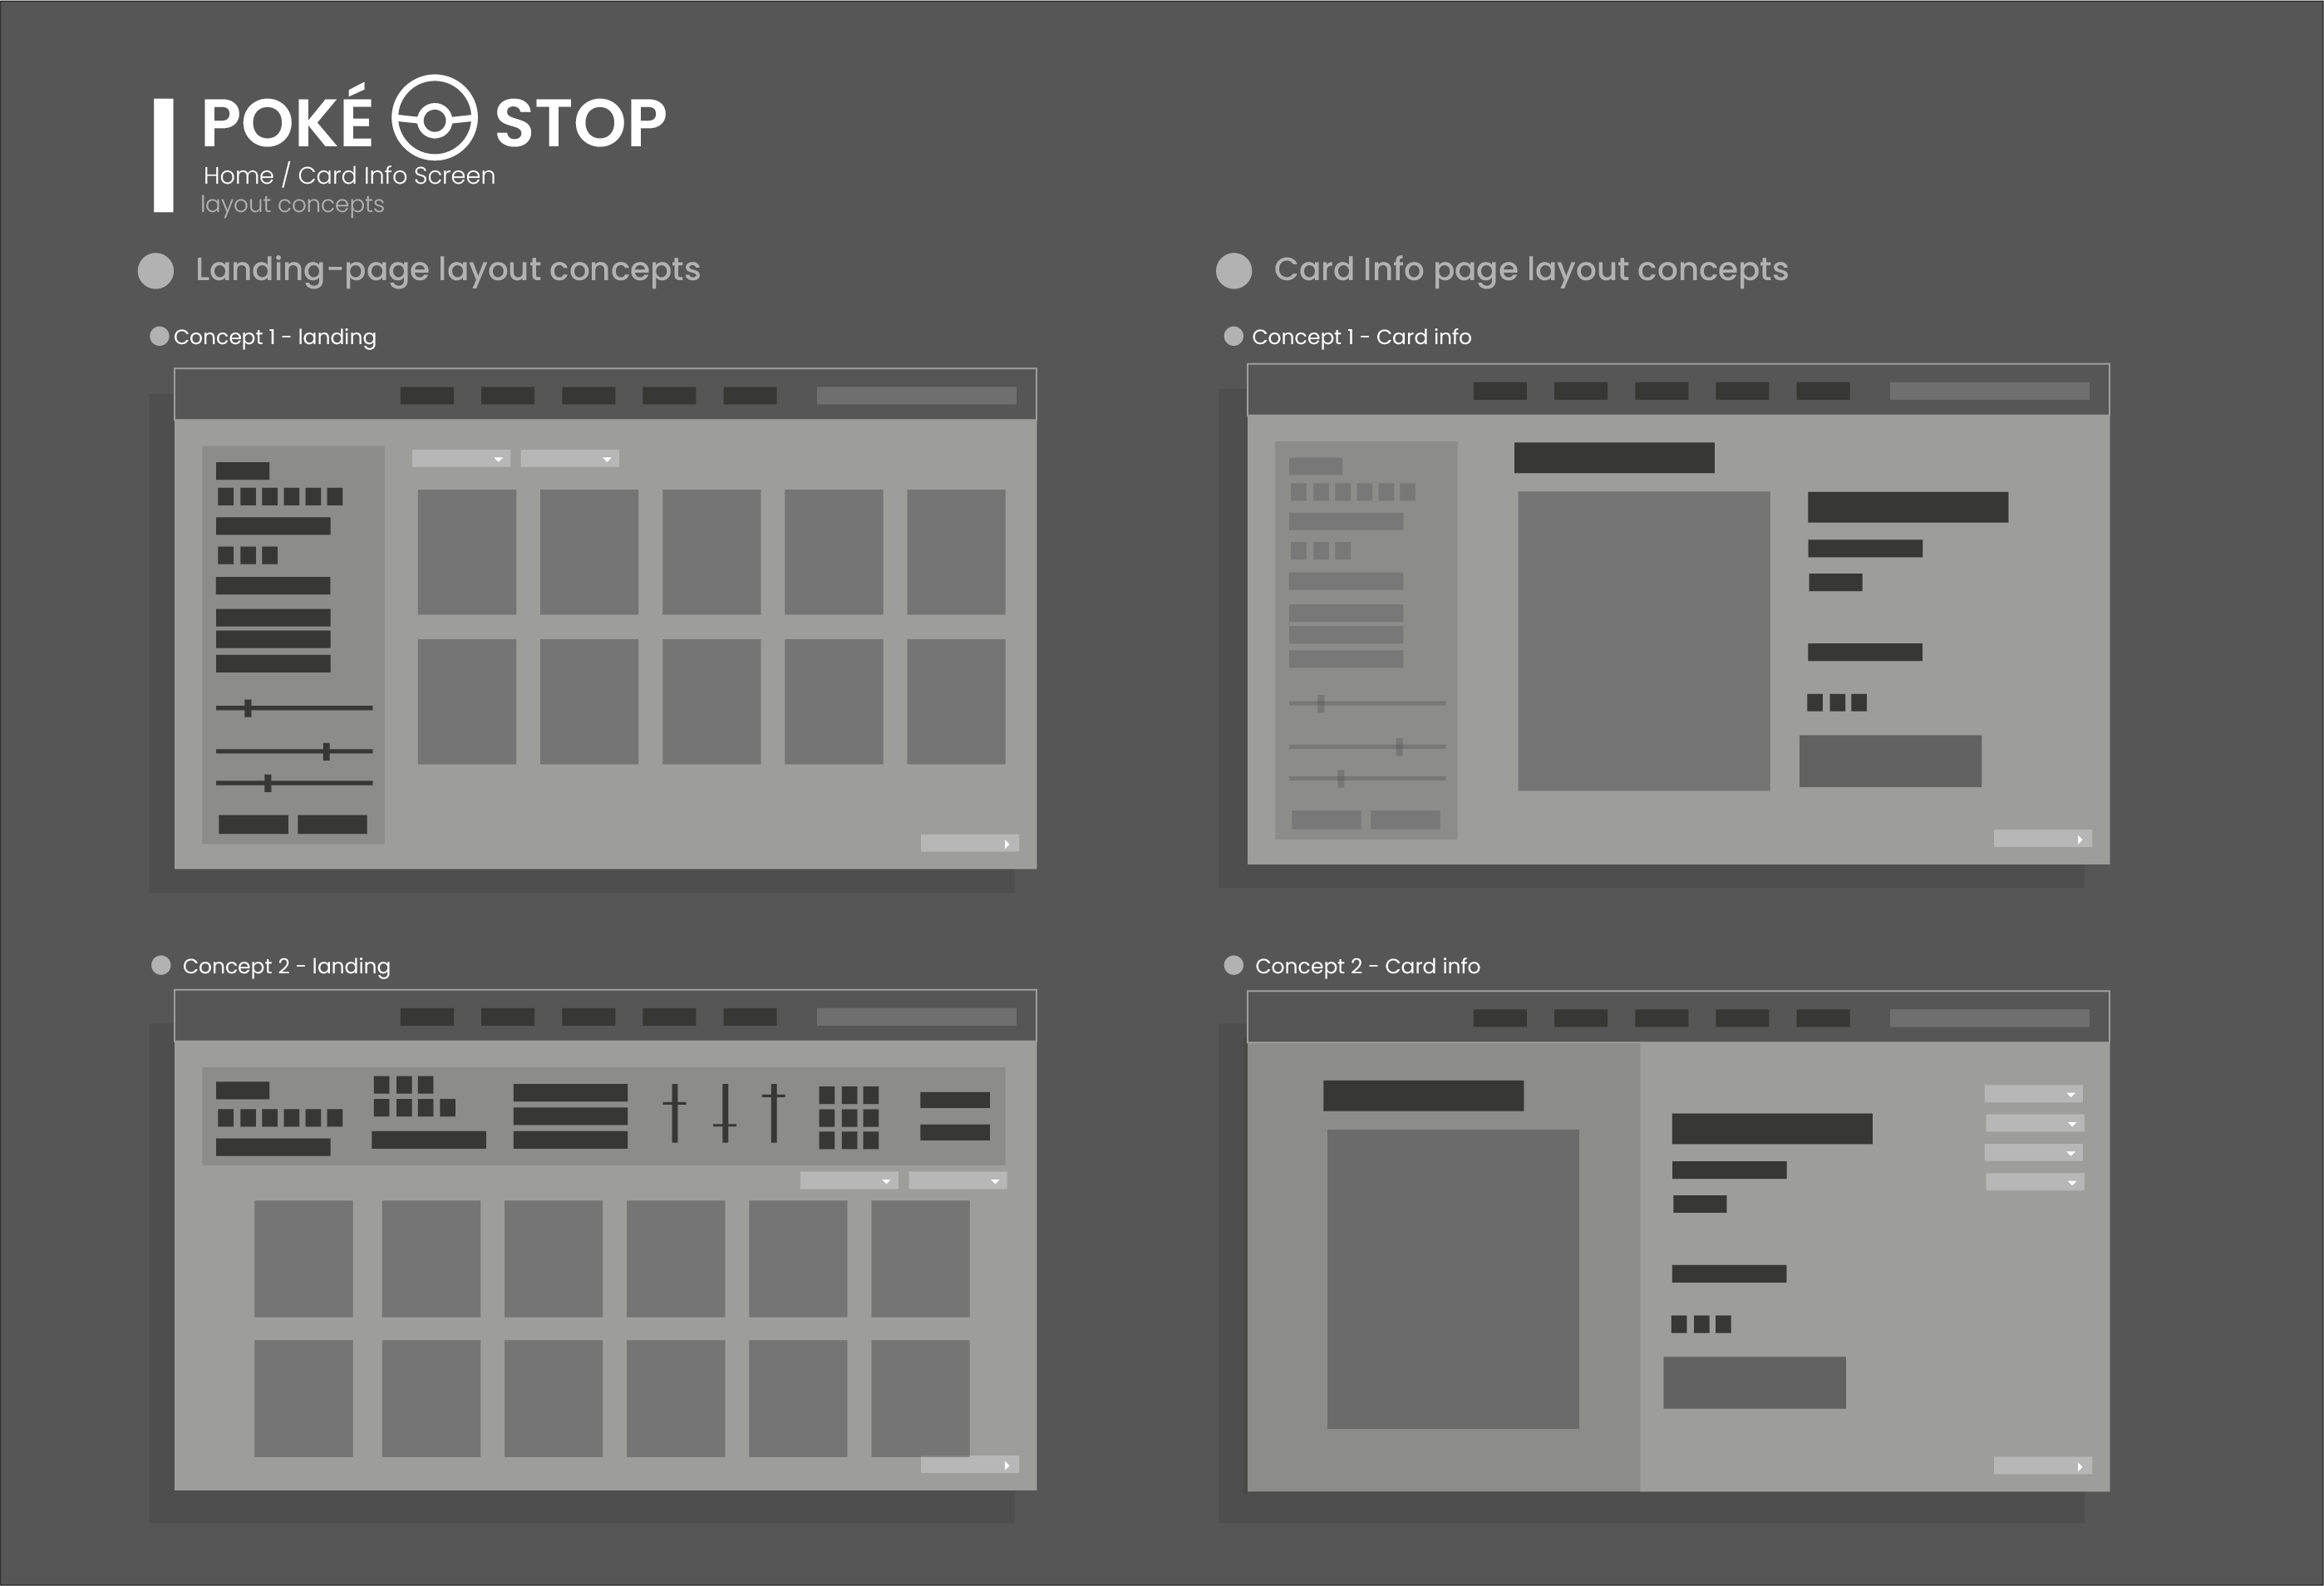 POKÉ STOP
Home / Card Info Screen
layout concepts
Landing-page layout concepts
Concept 1 - landing
Concept 2 - landing
Card Info page layout concepts
Concept 1 - Card info
Concept 2 - Card info